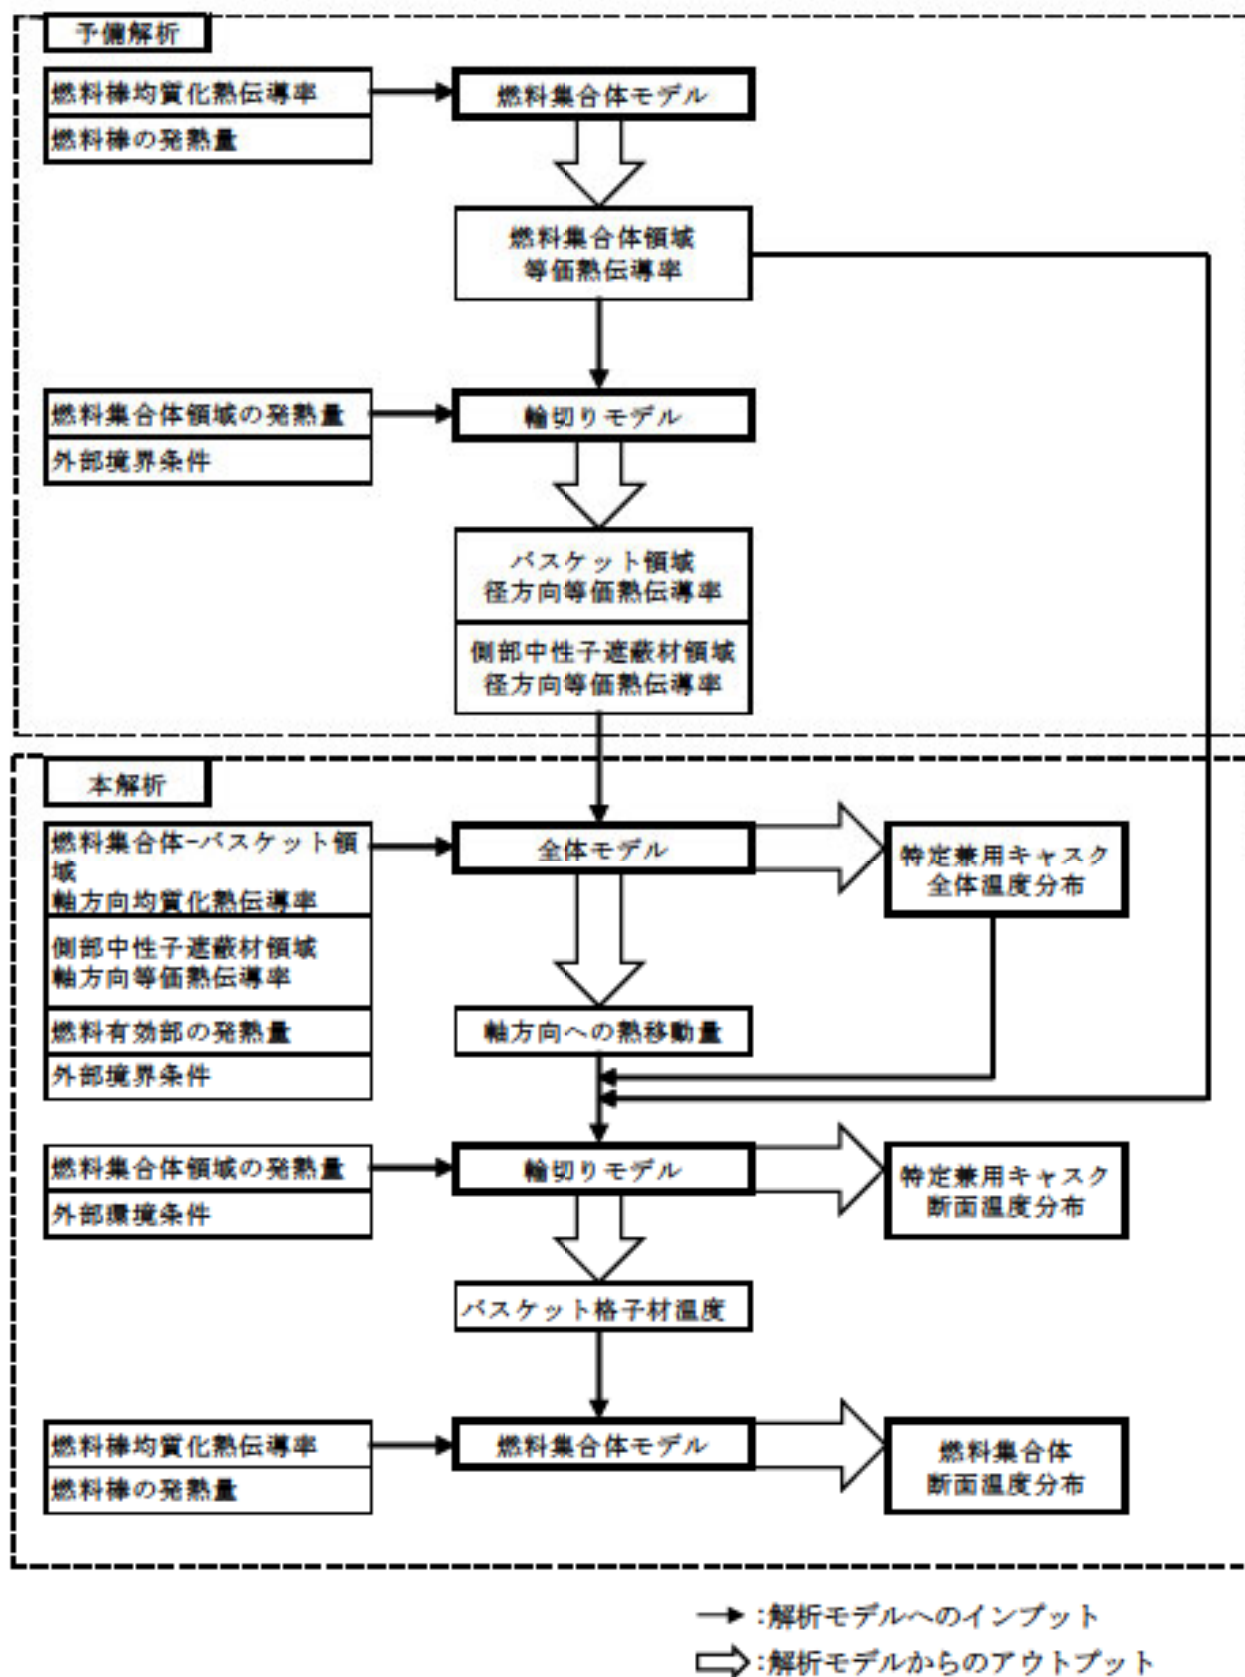 予備解析
燃料棒均質化熱伝導率
燃料棒の発熱量
燃料集合体モデル
燃料集合体領域
等価熱伝導率
燃料集合体領域の発熱量
外部境界条件
輪切りモデル
バスケット領域
径方向等価熱伝導率
側部中性子遮蔽材領域
径方向等価熱伝導率
本解析
燃料集合体-バスケット領
域
軸方向均質化熱伝導率
側部中性子遮蔽材領域
軸方向等価熱伝導率
燃料有効部の発熱量
外部境界条件
全体モデル
特定兼用キャスク
全体温度分布
軸方向への熱移動量
燃料集合体領域の発熱量
外部環境条件
輪切りモデル
特定兼用キャスク
断面温度分布
バスケット格子材温度
燃料棒均質化熱伝導率
燃料棒の発熱量
燃料集合体モデル
燃料集合体
断面温度分布
:解析モデルへのインプット
:解析モデルからのアウトプット